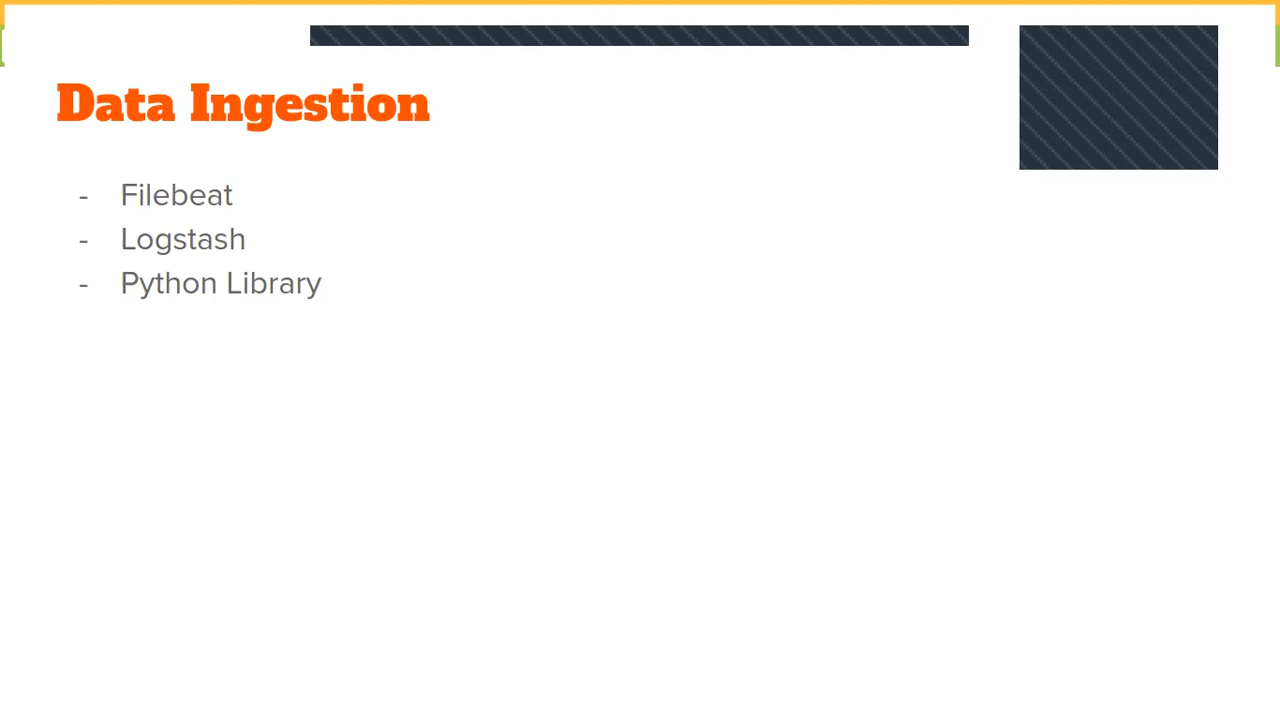 Data Ingestion
- Filebeat
- Logstash
- Python Library